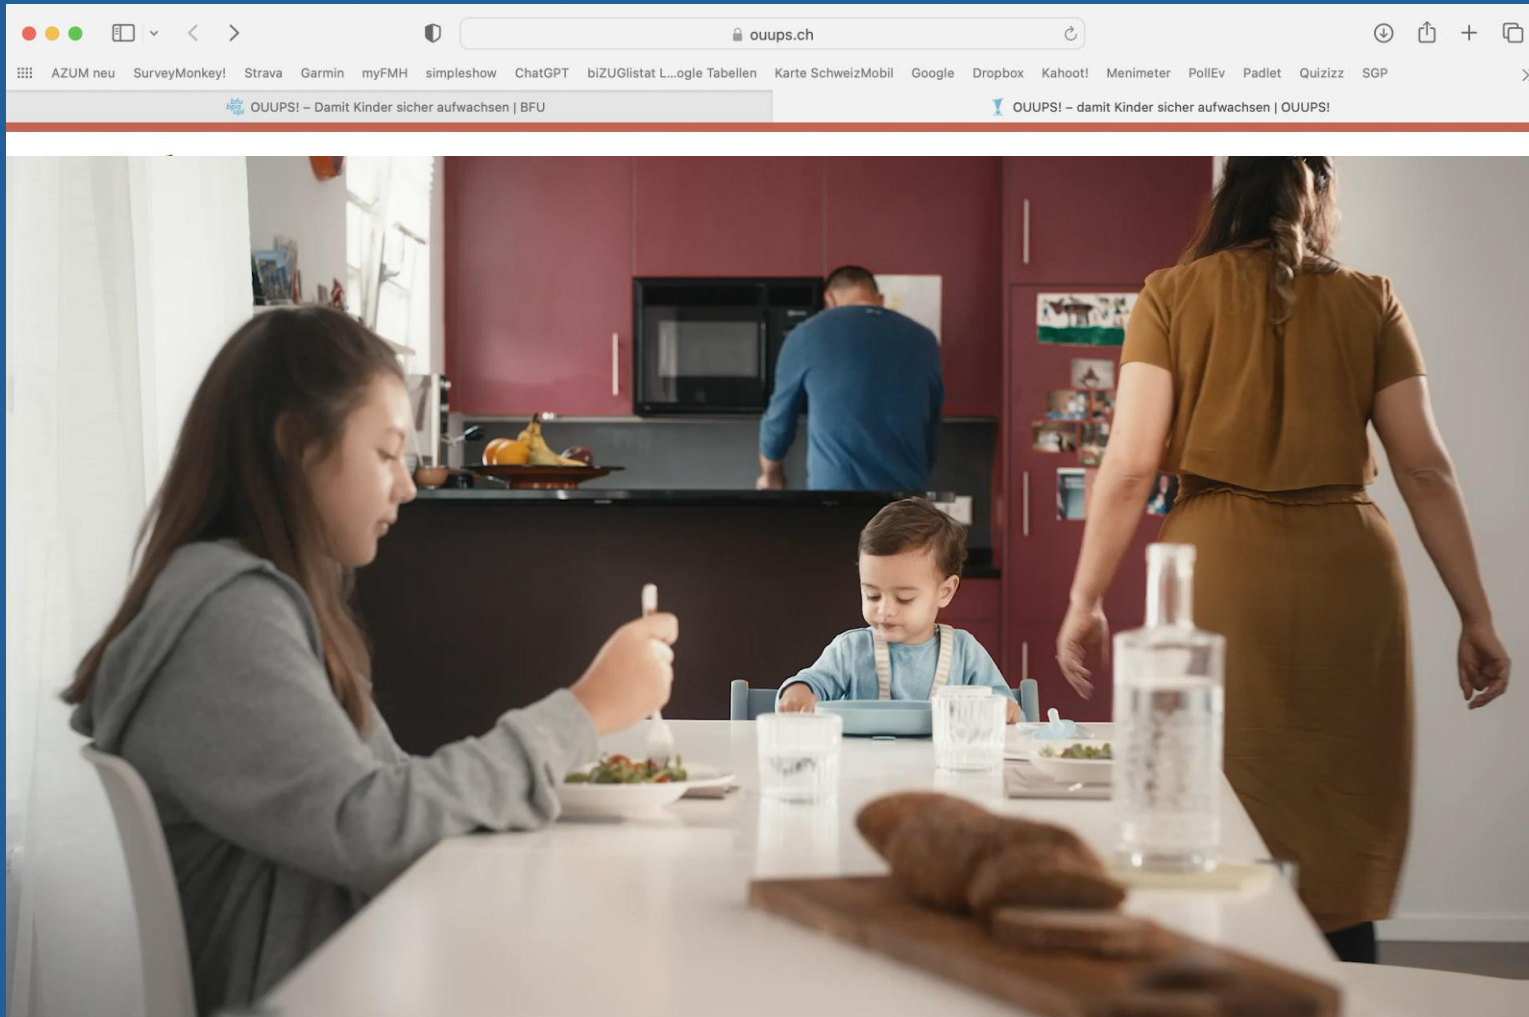 ouups.ch
AZUM neu SurveyMonkey! Strava Garmin myFMH simpleshow ChatGPT biZUGlistat L...ogle Tabellen Karte SchweizMobil Google Dropbox Kahoot! Menimeter PollEv Padlet Quizizz SGP
OUUPS! – Damit Kinder sicher aufwachsen | BFU OUUPS! – damit Kinder sicher aufwachsen | OUUPS!